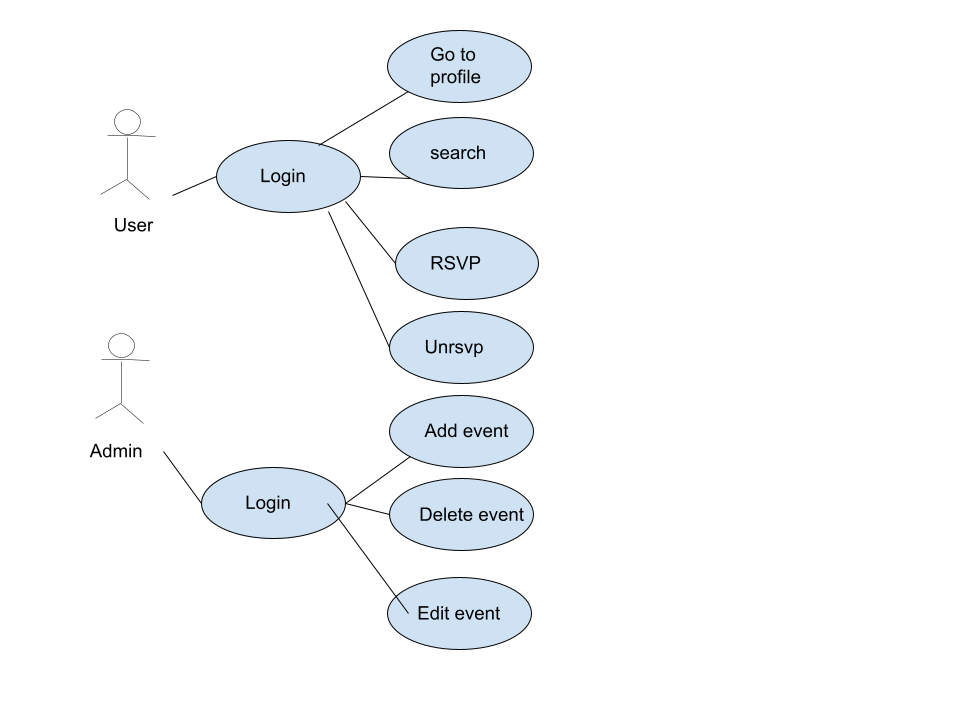 Go to
profile
search
Login
User
RSVP
Unrsvp
Add event
Admin
Login
Delete event
Edit event